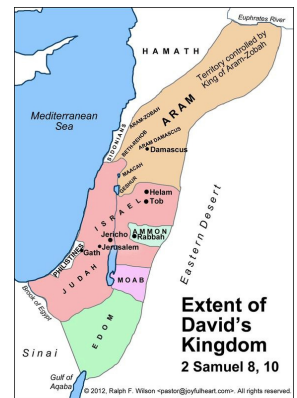 Euphrates River
HAMATH
Territory controlled by
King of Aram-Zobah
Mediterranean
Sea
ARAM
ARAM-ZOBAH
SIDONIANS
BETH-REHOB
ARAM DAMASCUS
Damascus
MAACAH
GESHUR
Helam
Tob
ISRAEL
AMMON
Rabbah
Jericho
Jerusalem
Gath
PHILISTINES
JUDAH
MOAB
Eastern Desert
Brook of Egypt
EDOM
Sinai
Gulf of
Aqaba
Extent of
David's
Kingdom
2 Samuel 8, 10
© 2012, Ralph F. Wilson <pastor@joyfulheart.com>. All rights reserved.